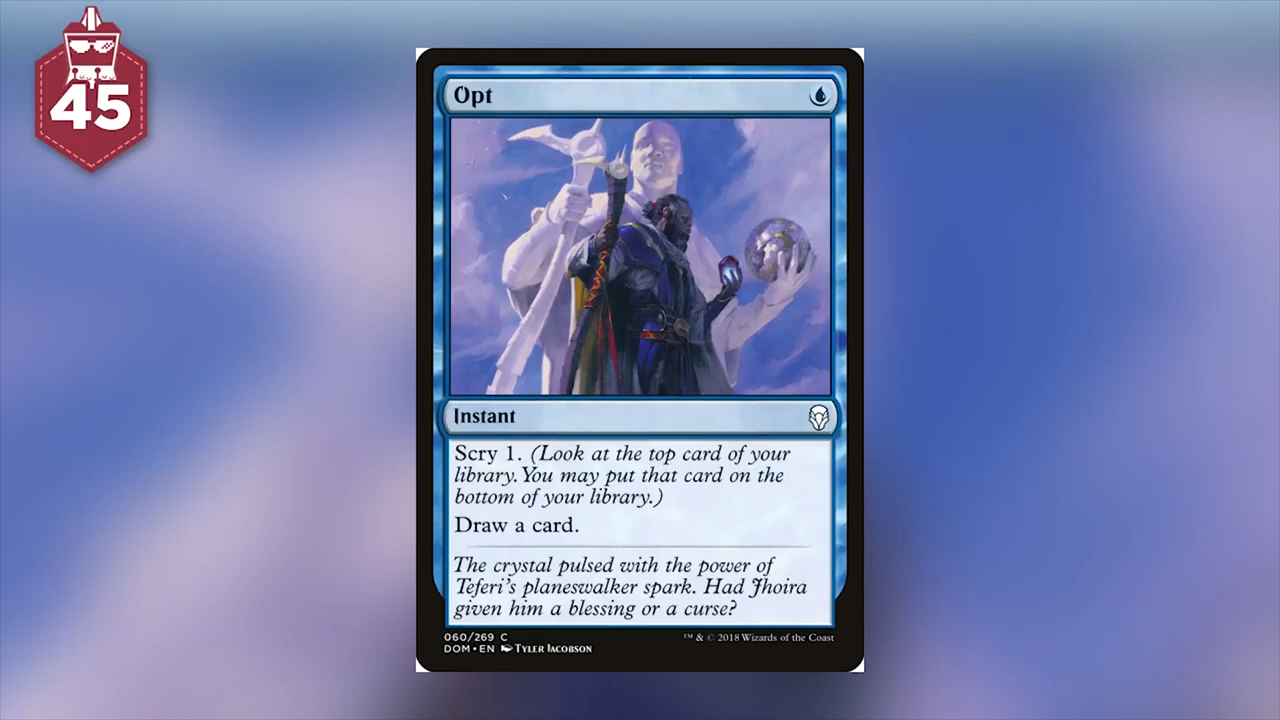 45
Opt
Instant
Scry 1. (Look at the top card of your
library. You may put that card on the
bottom of your library.)
Draw a card.
The crystal pulsed with the power of
Teferi's planeswalker spark. Had Jhoira
given him a blessing or a curse?
060/269 C
™ & © 2018 Wizards of the Coast
DOM • EN Tyler Jacobson